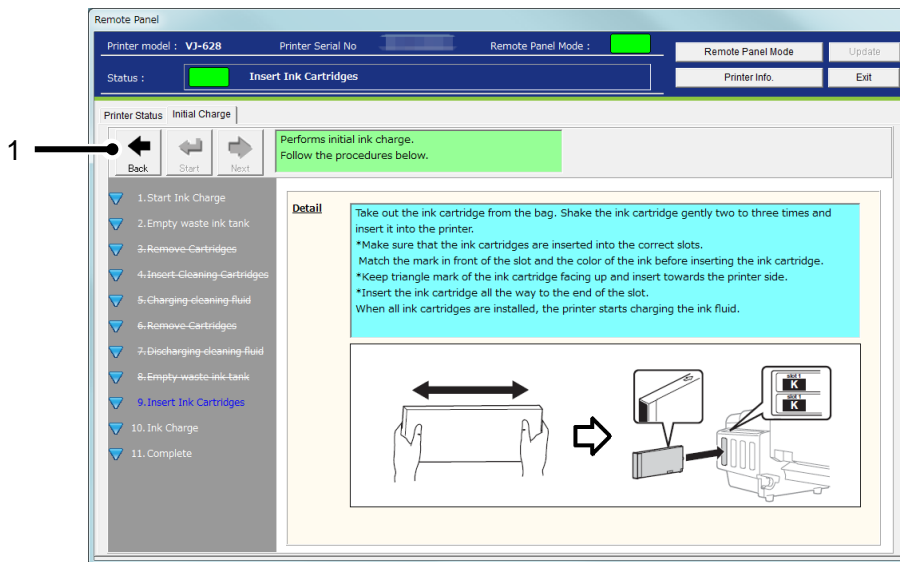 Remote Panel
Printer model : VJ-628 Printer Serial No Remote Panel Mode :
Remote Panel Mode Update
Status : Insert Ink Cartridges
Printer Info. Exit
Printer Status Initial Charge
1
Back Start Next
Performs initial ink charge.
Follow the procedures below.
1.Start Ink Charge
2.Empty waste ink tank
3.Remove Cartridges
4.Insert Cleaning Cartridges
5.Charging cleaning fluid
6.Remove Cartridges
7.Discharging cleaning fluid
8.Empty waste ink tank
9.Insert Ink Cartridges
10.Ink Charge
11.Complete
Detail
Take out the ink cartridge from the bag. Shake the ink cartridge gently two to three times and
insert it into the printer.
*Make sure that the ink cartridges are inserted into the correct slots.
Match the mark in front of the slot and the color of the ink before inserting the ink cartridge.
*Keep triangle mark of the ink cartridge facing up and insert towards the printer side.
*Insert the ink cartridge all the way to the end of the slot.
When all ink cartridges are installed, the printer starts charging the ink fluid.
slot 1
K
slot 1
K